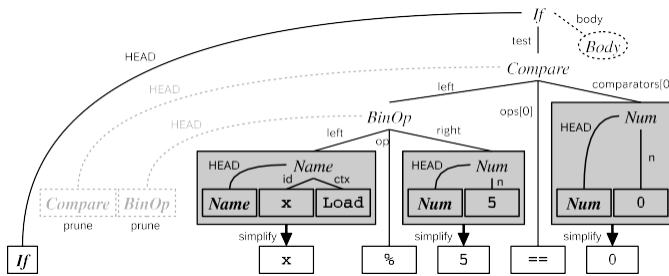 If
body
HEAD
test
Body
Compare
HEAD
left
ops[0]
comparators[0
BinOp
HEAD
left
op
right
Num
HEAD
n
HEAD
Name
id
ctx
HEAD
Num
n
Compare
BinOp
prune
prune
Name
x
Load
Num
5
Num
0
simplify
simplify
simplify
If
x
%
5
==
0